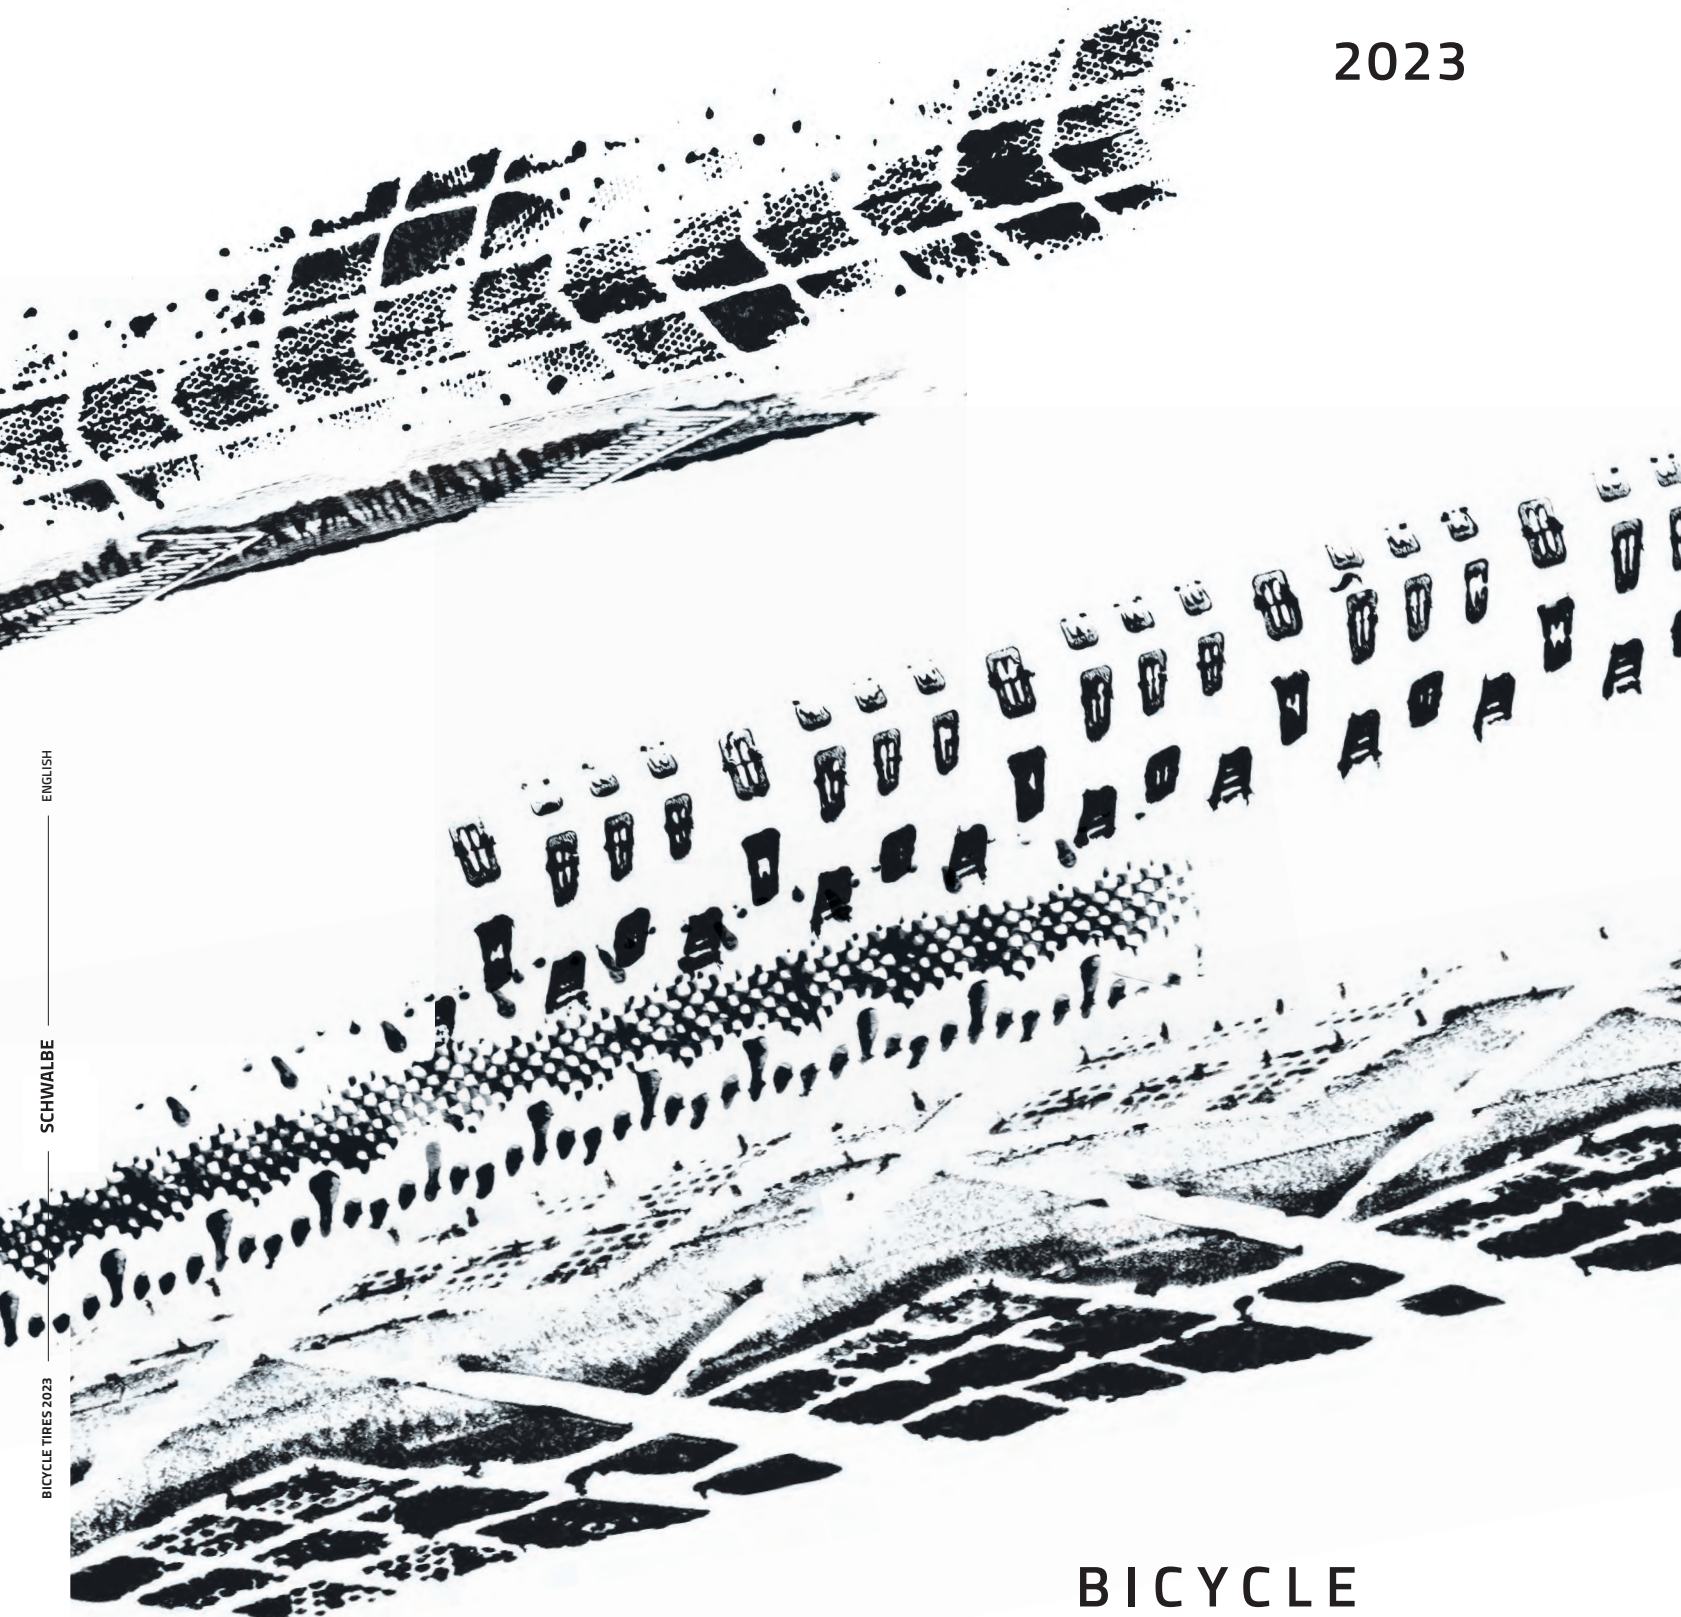 2023
ENGLISH
SCHWALBE
BICYCLE TIRES 2023
BICYCLE